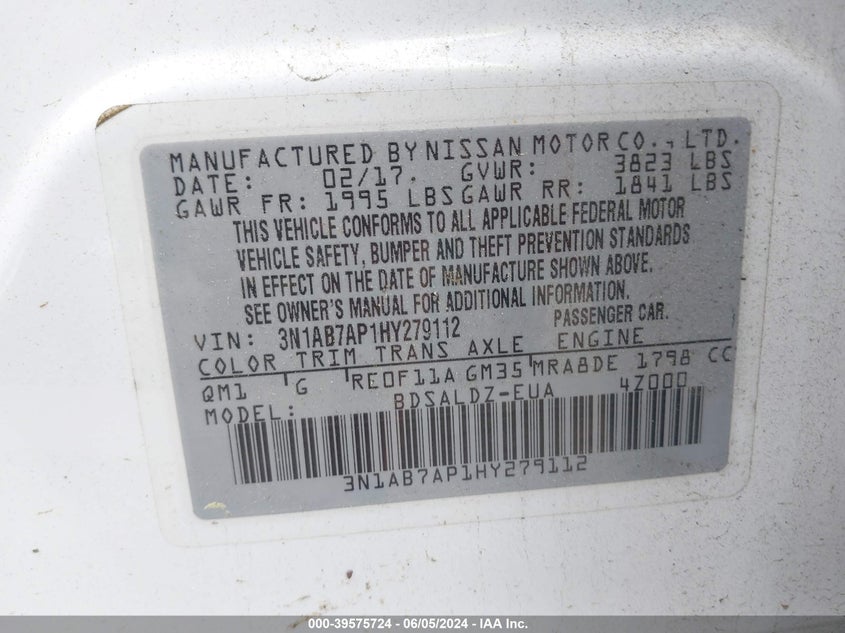 MANUFACTURED BY NISSAN MOTOR CO., LTD.
DATE: 02/17. GVWR: 3823 LBS
GAWR FR: 1995 LBS GAWR RR: 1841 LBS
THIS VEHICLE CONFORMS TO ALL APPLICABLE FEDERAL MOTOR
VEHICLE SAFETY, BUMPER AND THEFT PREVENTION STANDARDS
IN EFFECT ON THE DATE OF MANUFACTURE SHOWN ABOVE.
SEE OWNER'S MANUAL FOR ADDITIONAL INFORMATION.
VIN: 3N1AB7AP1HY279112 PASSENGER CAR.
COLOR TRIM TRANS AXLE ENGINE
QM1 G RE0F11A GM35 MRA8DE 1798 CC
MODEL: BDSALDZ-EUA 4Z000
3N1AB7AP1HY279112
000-39575724 - 06/05/2024 - IAA Inc.